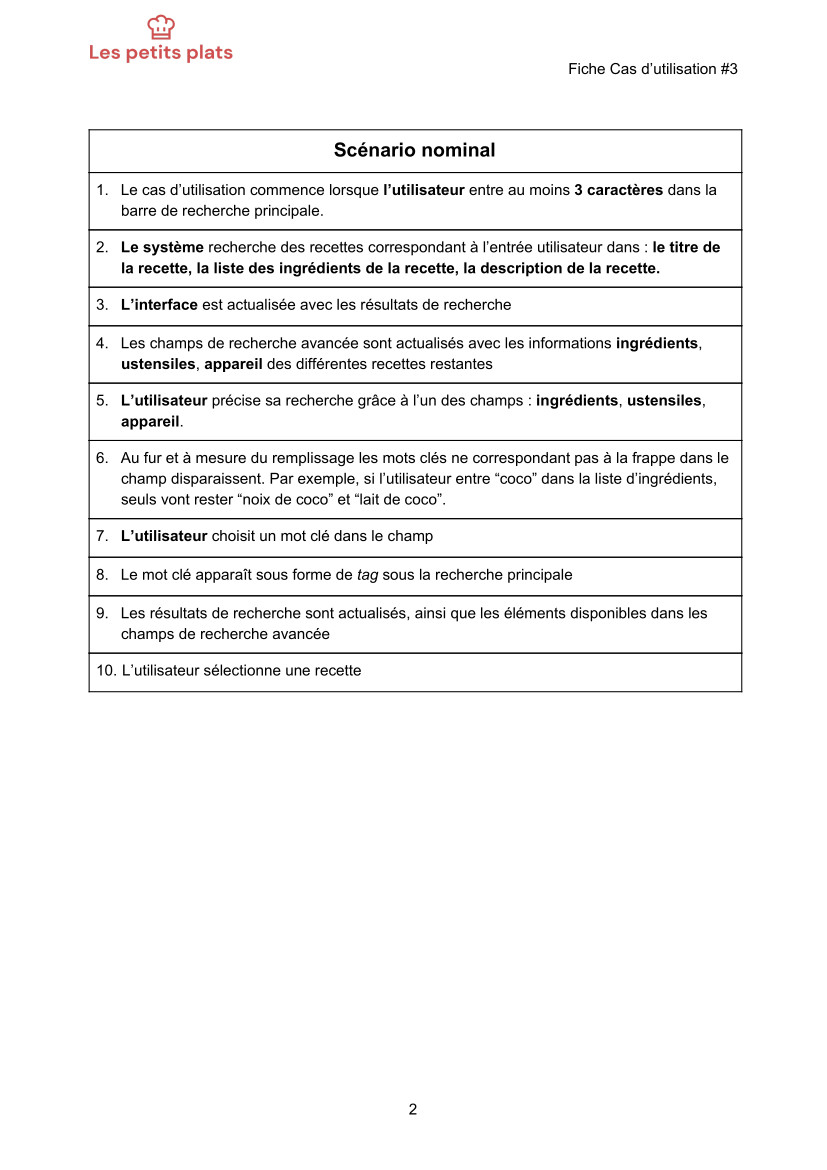 Les petits plats
Fiche Cas d’utilisation #3
Scénario nominal
1. Le cas d’utilisation commence lorsque l’utilisateur entre au moins 3 caractères dans la
barre de recherche principale.
2. Le système recherche des recettes correspondant à l’entrée utilisateur dans : le titre de
la recette, la liste des ingrédients de la recette, la description de la recette.
3. L’interface est actualisée avec les résultats de recherche
4. Les champs de recherche avancée sont actualisés avec les informations ingrédients,
ustensiles, appareil des différentes recettes restantes
5. L’utilisateur précise sa recherche grâce à l’un des champs : ingrédients, ustensiles,
appareil.
6. Au fur et à mesure du remplissage les mots clés ne correspondant pas à la frappe dans le
champ disparaissent. Par exemple, si l’utilisateur entre “coco” dans la liste d’ingrédients,
seuls vont rester “noix de coco” et “lait de coco”.
7. L’utilisateur choisit un mot clé dans le champ
8. Le mot clé apparaît sous forme de tag sous la recherche principale
9. Les résultats de recherche sont actualisés, ainsi que les éléments disponibles dans les
champs de recherche avancée
10. L’utilisateur sélectionne une recette
2